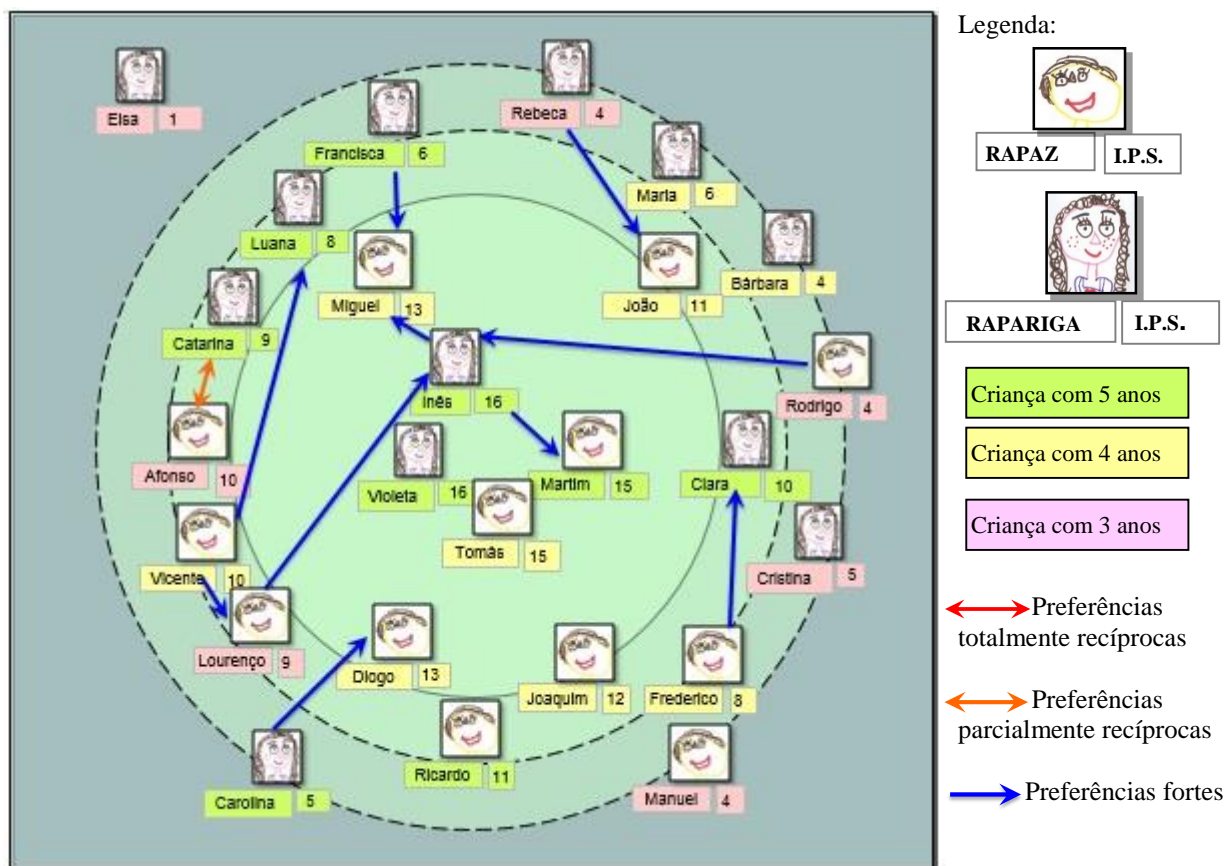 Elsa 1
Rebeca 4
Francisca 6
Maria 6
Luana 8
Bárbara 4
Miguel 13
João 11
Catarina 9
Inês 16
Rodrigo 4
Afonso 10
Violeta 16
Martim 15
Clara 10
Tomás 15
Vicente 10
Cristina 5
Lourenço 9
Diogo 13
Joaquim 12
Frederico 8
Ricardo 11
Carolina 5
Manuel 4
Legenda:
RAPAZ I.P.S.
RAPARIGA I.P.S.
Criança com 5 anos
Criança com 4 anos
Criança com 3 anos
Preferências
totalmente recíprocas
Preferências
parcialmente recíprocas
Preferências fortes